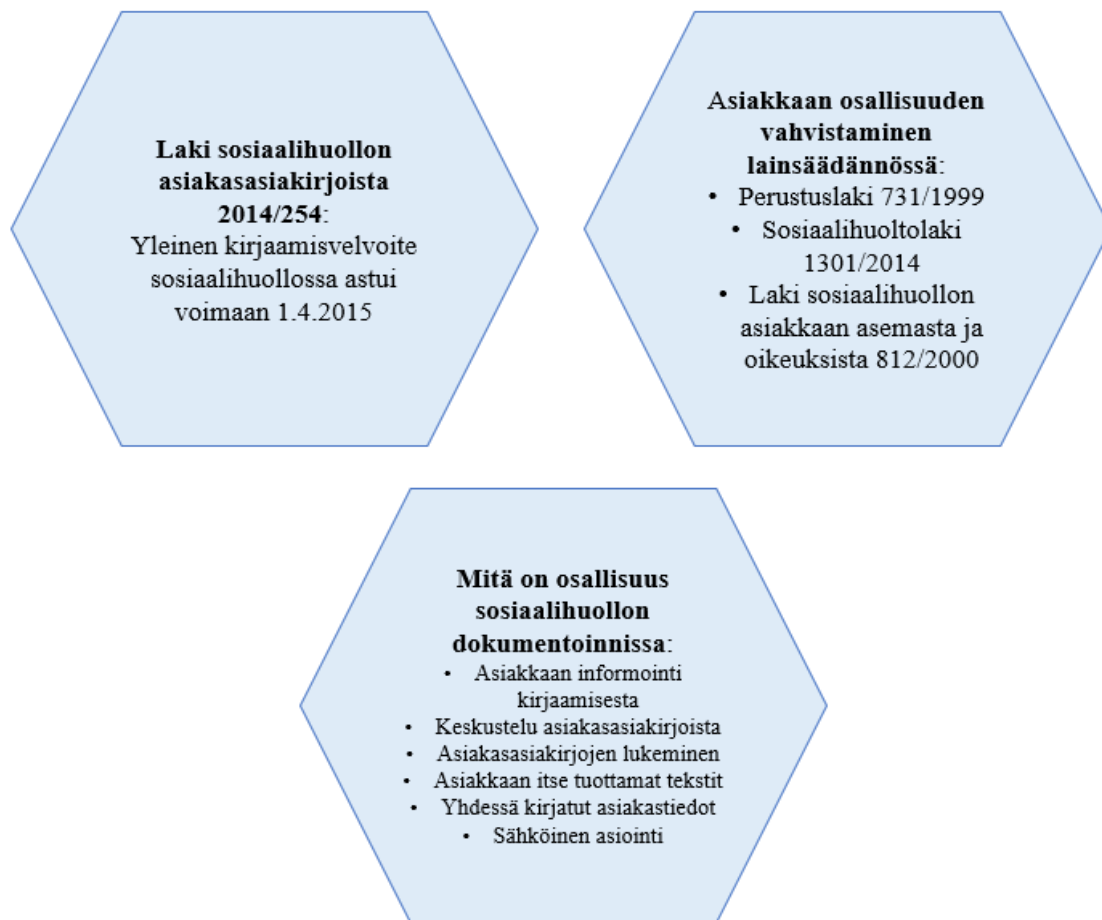 Laki sosiaalihuollon
asiakasasiakirjoista
2014/254:
Yleinen kirjaamisvelvoite
sosiaalihuollossa astui
voimaan 1.4.2015
Asiakkaan osallisuuden
vahvistaminen
lainsäädännössä:
• Perustuslaki 731/1999
• Sosiaalihuoltolaki
1301/2014
• Laki sosiaalihuollon
asiakkaan asemasta ja
oikeuksista 812/2000
Mitä on osallisuus
sosiaalihuollon
dokumentoinnissa:
• Asiakkaan informointi
kirjaamisesta
• Keskustelu asiakasasiakirjoista
• Asiakasasiakirjojen lukeminen
• Asiakkaan itse tuottamat tekstit
• Yhdessä kirjatut asiakastiedot
• Sähköinen asiointi